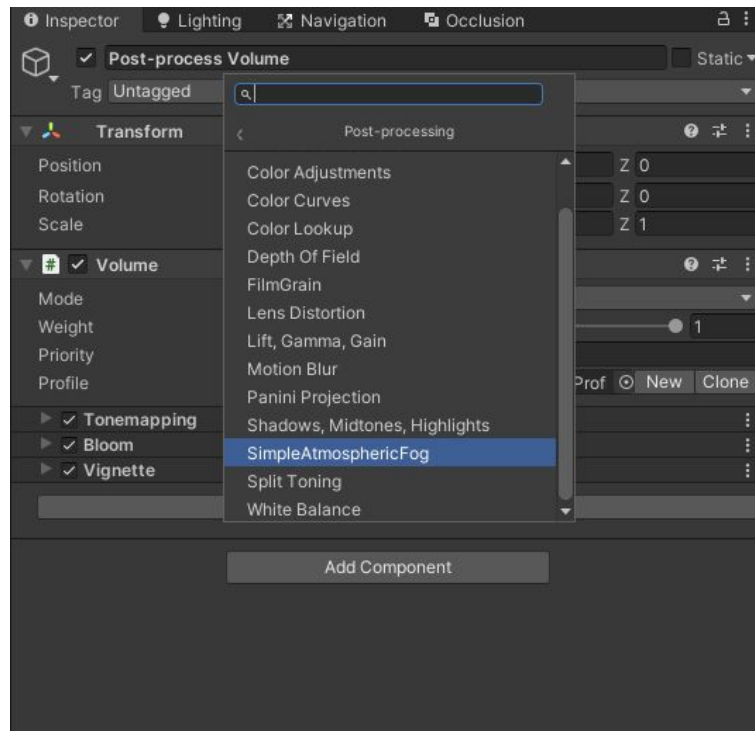 Inspector Lighting Navigation Occlusion
Post-process Volume Static
Tag Untagged
Post-processing
Transform
Position Z 0
Rotation Z 0
Scale Z 1
Color Adjustments
Color Curves
Color Lookup
Depth Of Field
FilmGrain
Lens Distortion
Lift, Gamma, Gain
Motion Blur
Panini Projection
Shadows, Midtones, Highlights
SimpleAtmosphericFog
Split Toning
White Balance
Volume
Mode
Weight 1
Priority
Profile Prof New Clone
Tonemapping
Bloom
Vignette
Add Component